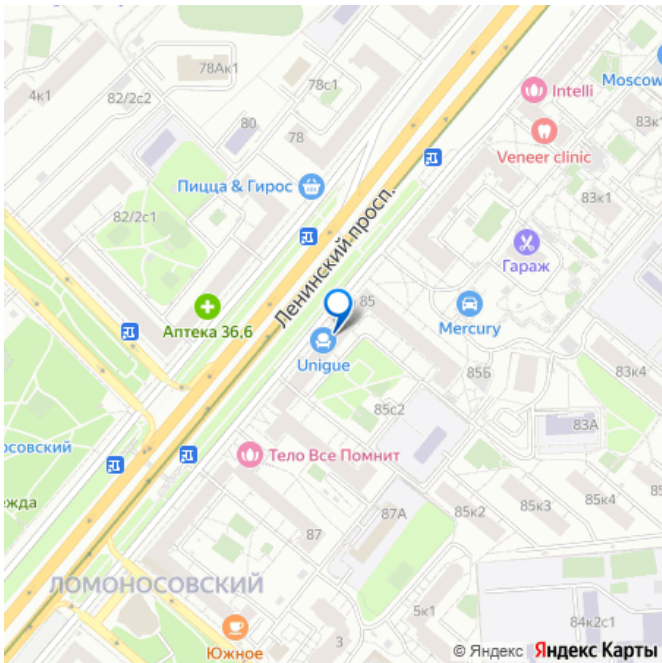 78Ак1
4к1
82/2с2
78с1
80
78
Intelli
Moscow
83к1
Veneer clinic
Пицца & Гирос
82/2с1
83к1
Ленинский просп.
Гараж
85
Аптека 36,6
Mercury
Unigue
85Б
83к4
85с2
83А
Тело Все Помнит
85к4
85к3
85к2
87А
87
ЛОМОНОСОВСКИЙ
5к1
84к2с1
3
Южное
© Яндекс Яндекс Карты